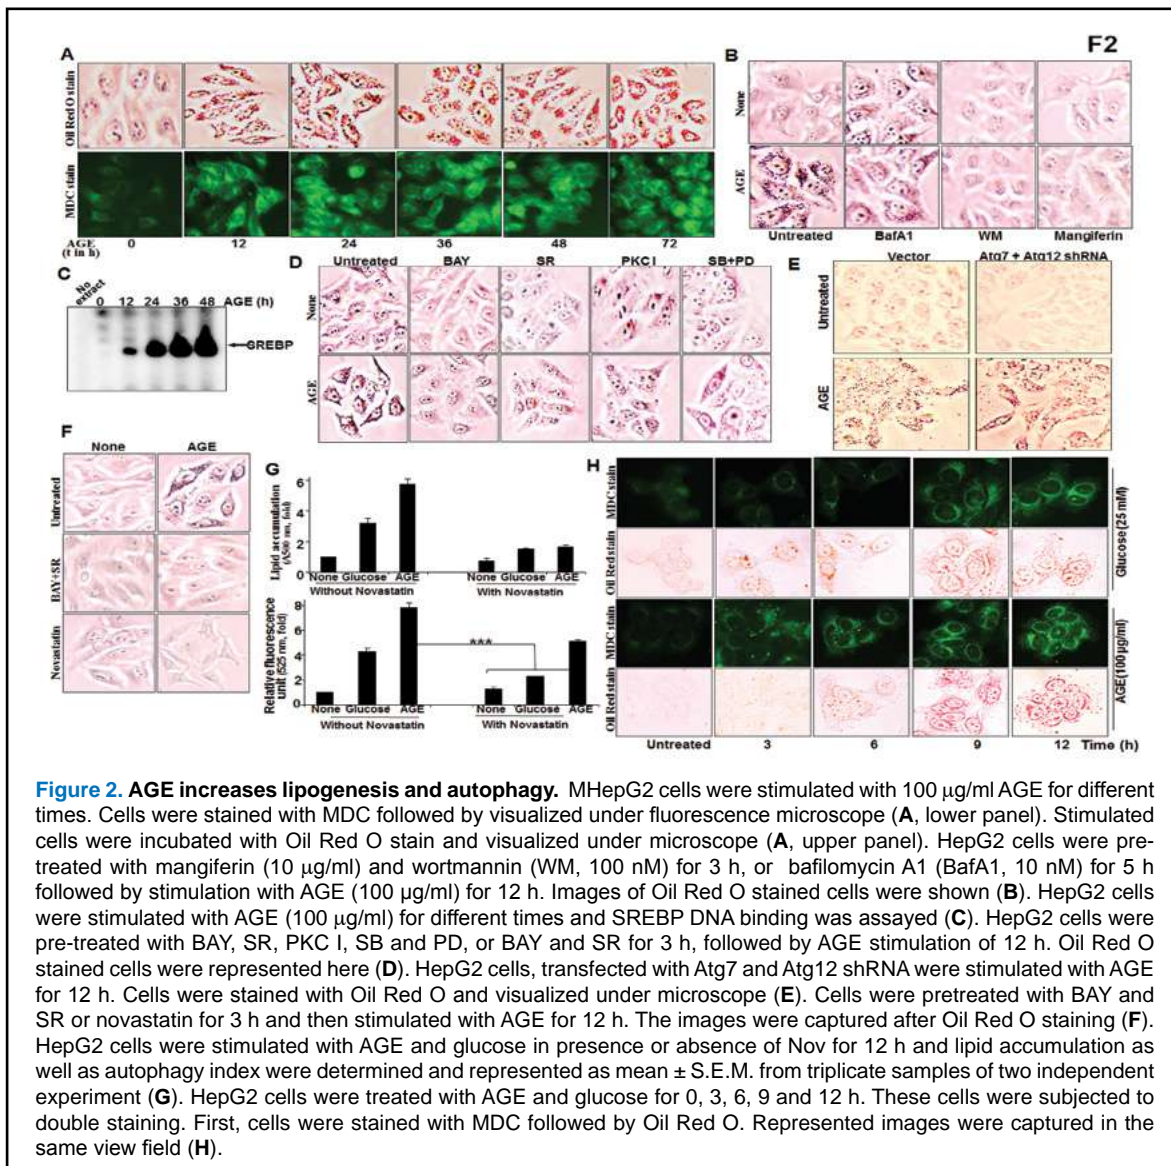 F2
A
Oil Red O stain
MDC stain
AGE
(t in h)
0 12 24 36 48 72
B
None
AGE
Untreated BafA1 WM Mangiferin
C
No
extract
0 12 24 36 48 AGE (h)
SREBP
D
Untreated BAY SR PKC I SB+PD
None
AGE
E
Vector Atg7 + Atg12 shRNA
Untreated
AGE
F
None AGE
Untreated
BAY+SR
Novastatin
G
Lipid accumulation
(A500 nm, fold)
6
4
2
0
None Glucose AGE None Glucose AGE
Without Novastatin With Novastatin
Relative fluorescence
unit (525 nm, fold)
8
6
4
2
0
***
None Glucose AGE None Glucose AGE
Without Novastatin With Novastatin
H
MDC stain
Oil Red stain
Glucose (25 mM)
MDC stain
Oil Red stain
AGE (100 µg/ml)
Untreated 3 6 9 12 Time (h)
Figure 2. AGE increases lipogenesis and autophagy. MHepG2 cells were stimulated with 100 µg/ml AGE for different
times. Cells were stained with MDC followed by visualized under fluorescence microscope (A, lower panel). Stimulated
cells were incubated with Oil Red O stain and visualized under microscope (A, upper panel). HepG2 cells were pre-
treated with mangiferin (10 µg/ml) and wortmannin (WM, 100 nM) for 3 h, or bafilomycin A1 (BafA1, 10 nM) for 5 h
followed by stimulation with AGE (100 µg/ml) for 12 h. Images of Oil Red O stained cells were shown (B). HepG2 cells
were stimulated with AGE (100 µg/ml) for different times and SREBP DNA binding was assayed (C). HepG2 cells were
pre-treated with BAY, SR, PKC I, SB and PD, or BAY and SR for 3 h, followed by AGE stimulation of 12 h. Oil Red O
stained cells were represented here (D). HepG2 cells, transfected with Atg7 and Atg12 shRNA were stimulated with AGE
for 12 h. Cells were stained with Oil Red O and visualized under microscope (E). Cells were pretreated with BAY and
SR or novastatin for 3 h and then stimulated with AGE for 12 h. The images were captured after Oil Red O staining (F).
HepG2 cells were stimulated with AGE and glucose in presence or absence of Nov for 12 h and lipid accumulation as
well as autophagy index were determined and represented as mean ± S.E.M. from triplicate samples of two independent
experiment (G). HepG2 cells were treated with AGE and glucose for 0, 3, 6, 9 and 12 h. These cells were subjected to
double staining. First, cells were stained with MDC followed by Oil Red O. Represented images were captured in the
same view field (H).